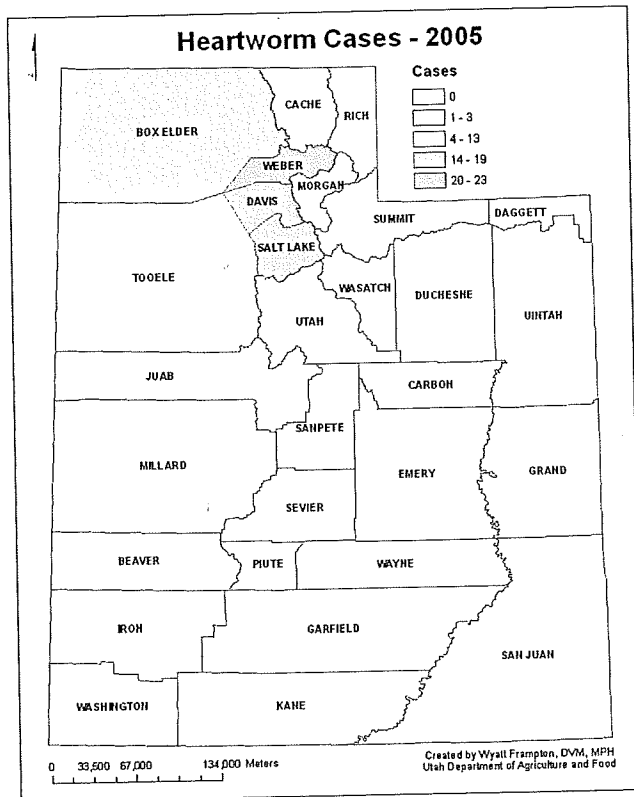 Heartworm Cases - 2005
Cases
0
1 - 3
4 - 13
14 - 19
20 - 23
CACHE
RICH
BOX ELDER
WEBER
MORGAN
DAVIS
SUMMIT
DAGGETT
SALT LAKE
TOOELE
WASATCH
DUCHESNE
UINTAH
UTAH
JUAB
CARBON
SANPETE
MILLARD
EMERY
GRAND
SEVIER
BEAVER
PIUTE
WAYNE
IRON
GARFIELD
SAN JUAN
WASHINGTON
KANE
0 33,500 67,000 134,000 Meters
Created by Wyatt Frampton, DVM, MPH
Utah Department of Agriculture and Food